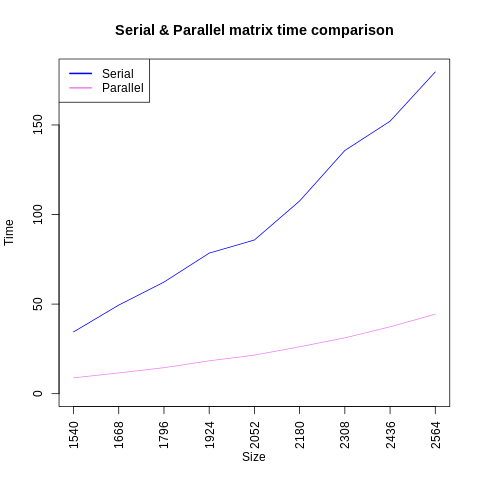 Serial & Parallel matrix time comparison
Serial
Parallel
Time
150
100
50
0
1540
1668
1796
1924
2052
2180
2308
2436
2564
Size